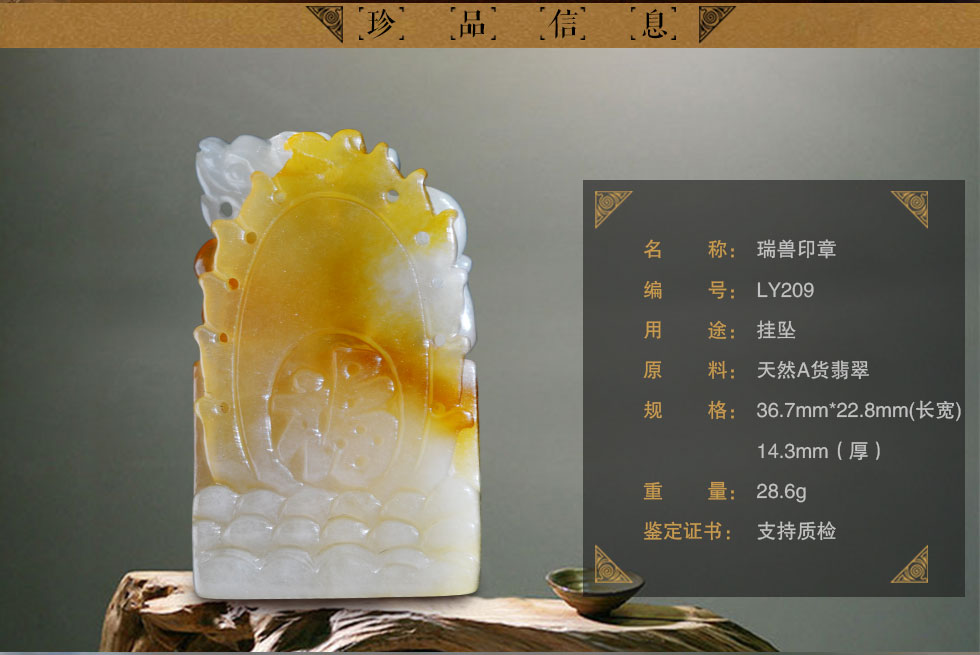 珍品信息
名称：瑞兽印章
编号：LY209
用途：挂坠
原料：天然A货翡翠
规格：36.7mm*22.8mm(长宽)
14.3mm（厚）
重量：28.6g
鉴定证书：支持质检